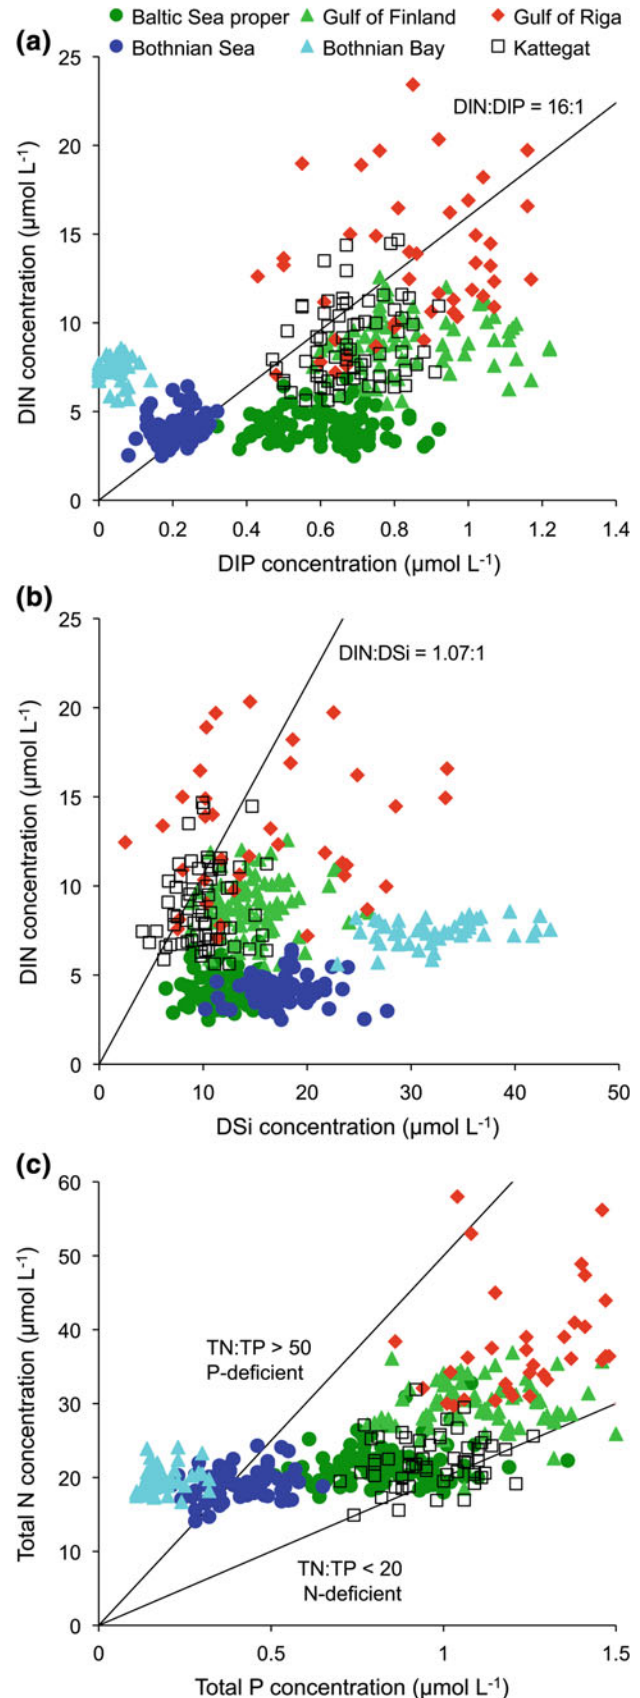 Baltic Sea proper Gulf of Finland Gulf of Riga
Bothnian Sea Bothnian Bay Kattegat
(a)
25
20
15
10
5
0
DIN concentration (µmol L⁻¹)
DIN:DIP = 16:1
0 0.2 0.4 0.6 0.8 1 1.2 1.4
DIP concentration (µmol L⁻¹)
(b)
25
20
15
10
5
0
DIN concentration (µmol L⁻¹)
DIN:DSi = 1.07:1
0 10 20 30 40 50
DSi concentration (µmol L⁻¹)
(c)
60
50
40
30
20
10
0
Total N concentration (µmol L⁻¹)
TN:TP > 50
P-deficient
TN:TP < 20
N-deficient
0 0.5 1 1.5
Total P concentration (µmol L⁻¹)